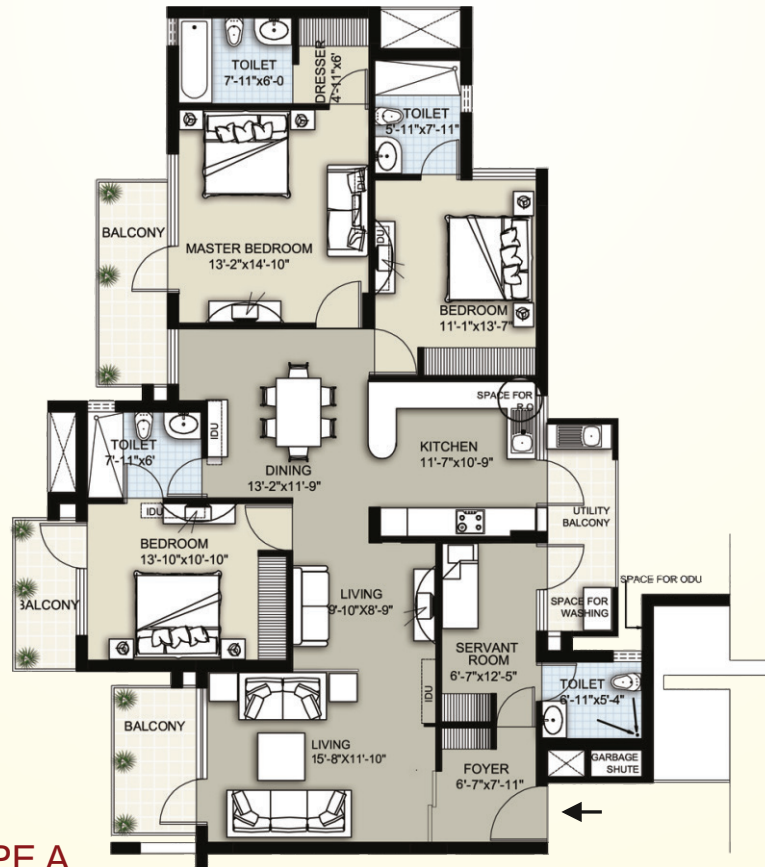 TOILET
7'-11"x6'-0
DRESSER
4'-11"x6'
TOILET
5'-11"x7'-11"
BALCONY
MASTER BEDROOM
13'-2"x14'-10"
IDU
BEDROOM
11'-1"x13'-7"
SPACE FOR
R.O
IDU
KITCHEN
11'-7"x10'-9"
TOILET
7'-11"x6'
DINING
13'-2"x11'-9"
IDU
UTILITY
BALCONY
BEDROOM
13'-10"x10'-10"
SPACE FOR ODU
LIVING
9'-10"X8'-9"
BALCONY
SPACE FOR
WASHING
SERVANT
ROOM
6'-7"x12'-5"
IDU
TOILET
6'-11"x5'-4"
BALCONY
LIVING
15'-8"X11'-10"
FOYER
6'-7"x7'-11"
GARBAGE
SHUTE
A